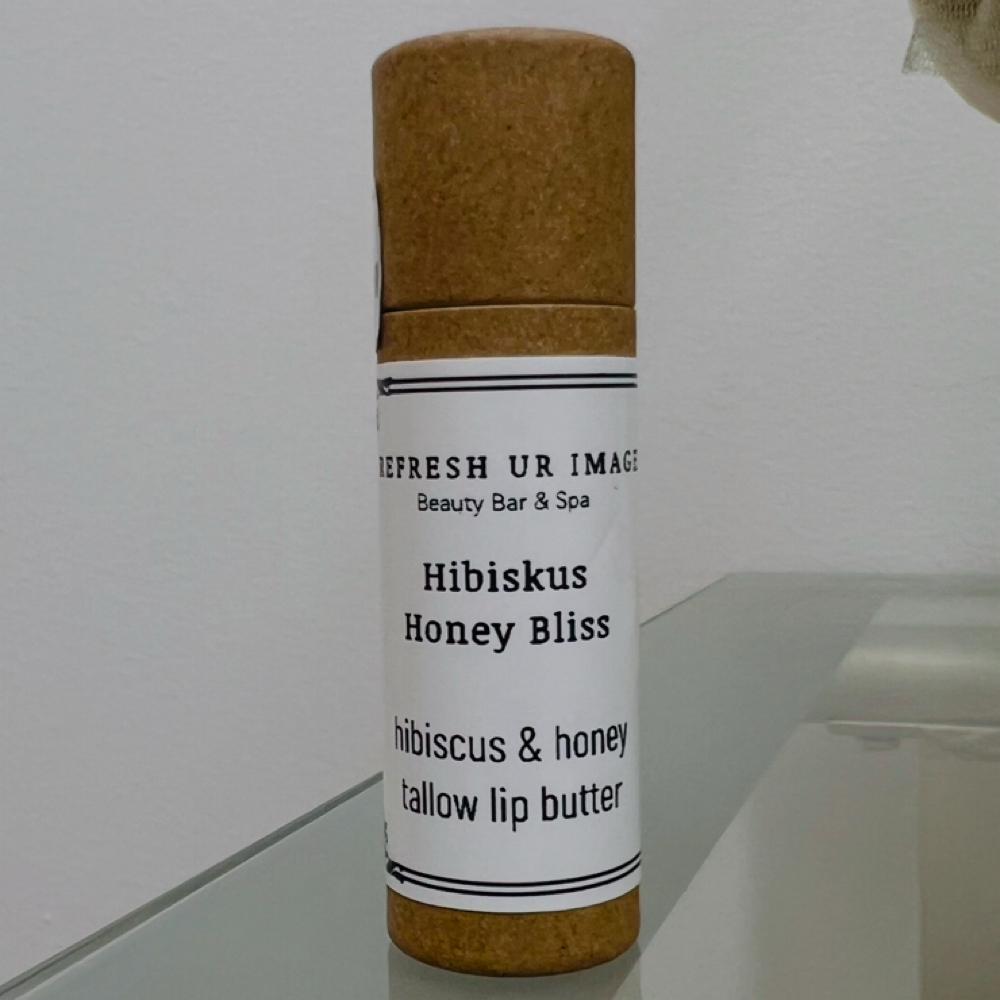 REFRESH UR IMAGE
Beauty Bar & Spa
Hibiskus
Honey Bliss
hibiscus & honey
tallow lip butter